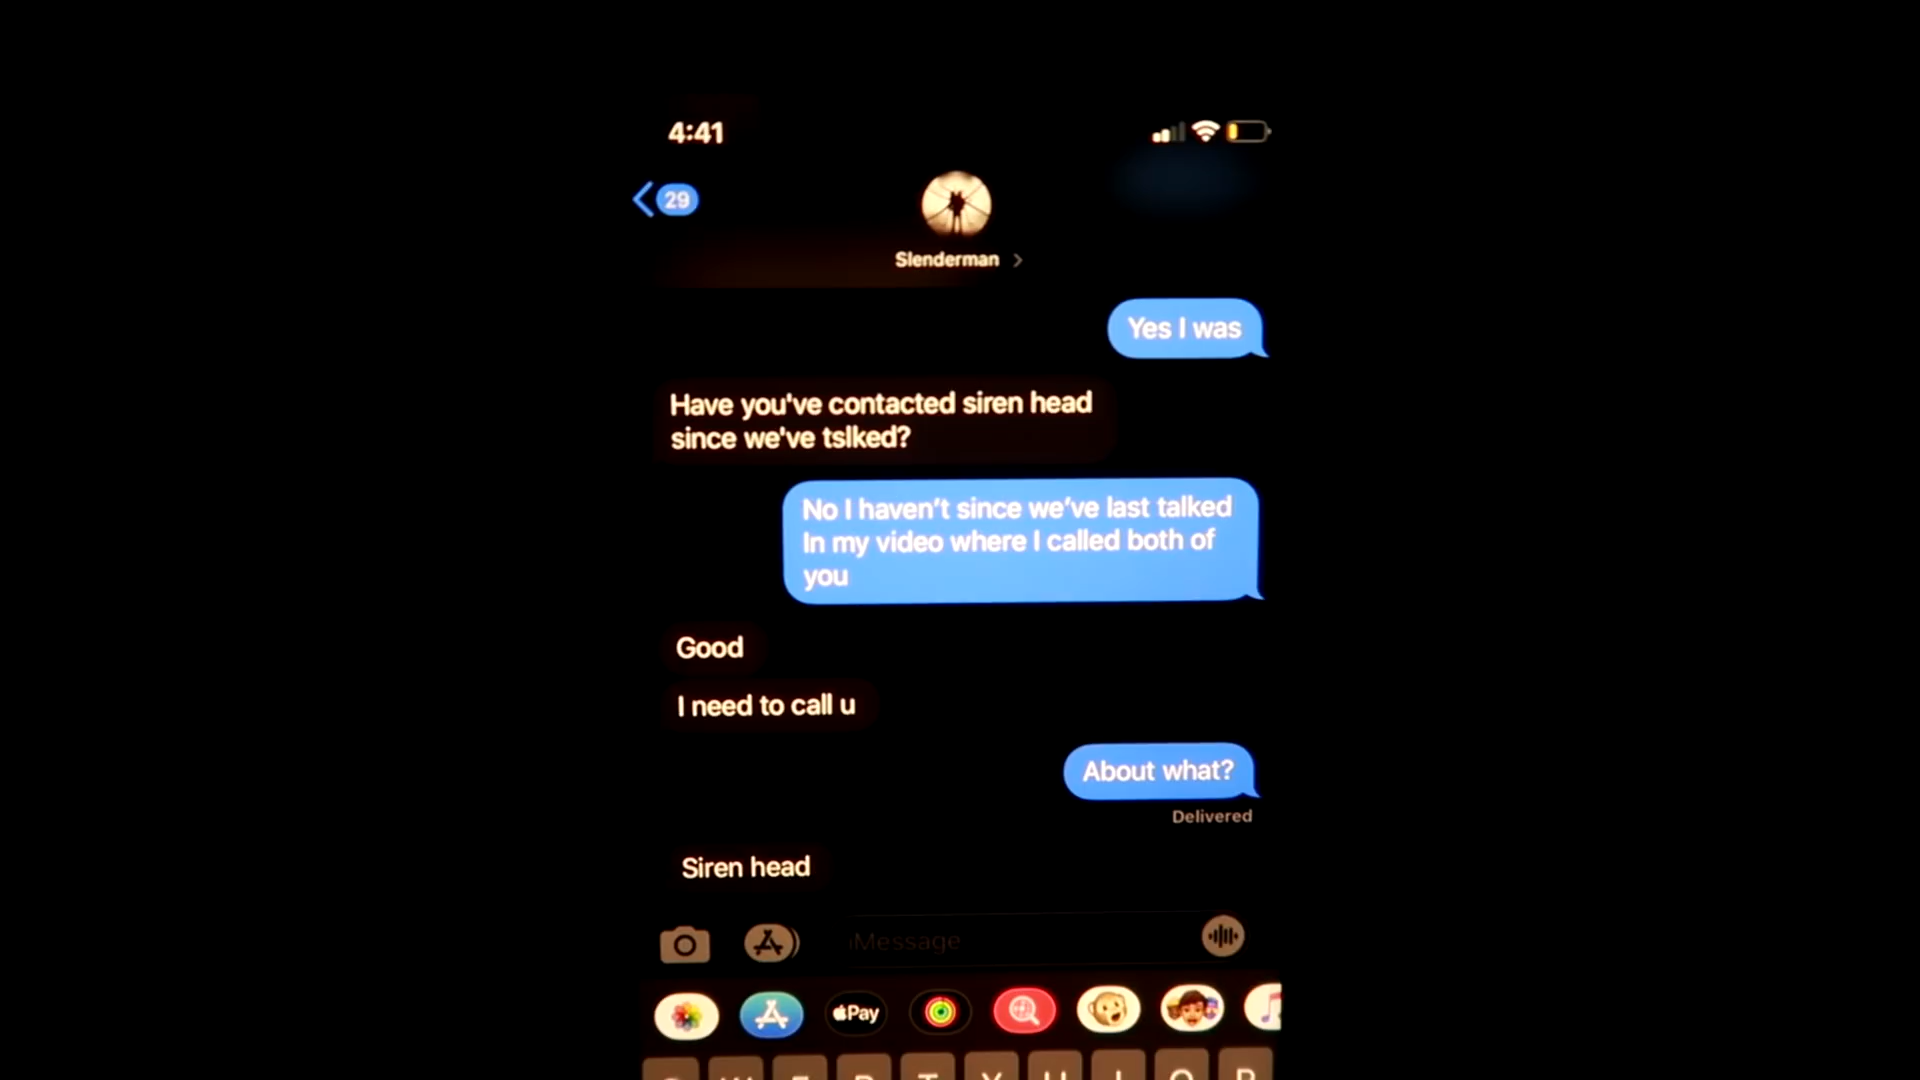 4:41
29
Slenderman
Yes I was
Have you've contacted siren head
since we've tslked?
No I haven't since we've last talked
In my video where I called both of
you
Good
I need to call u
About what?
Delivered
Siren head
iMessage
Pay